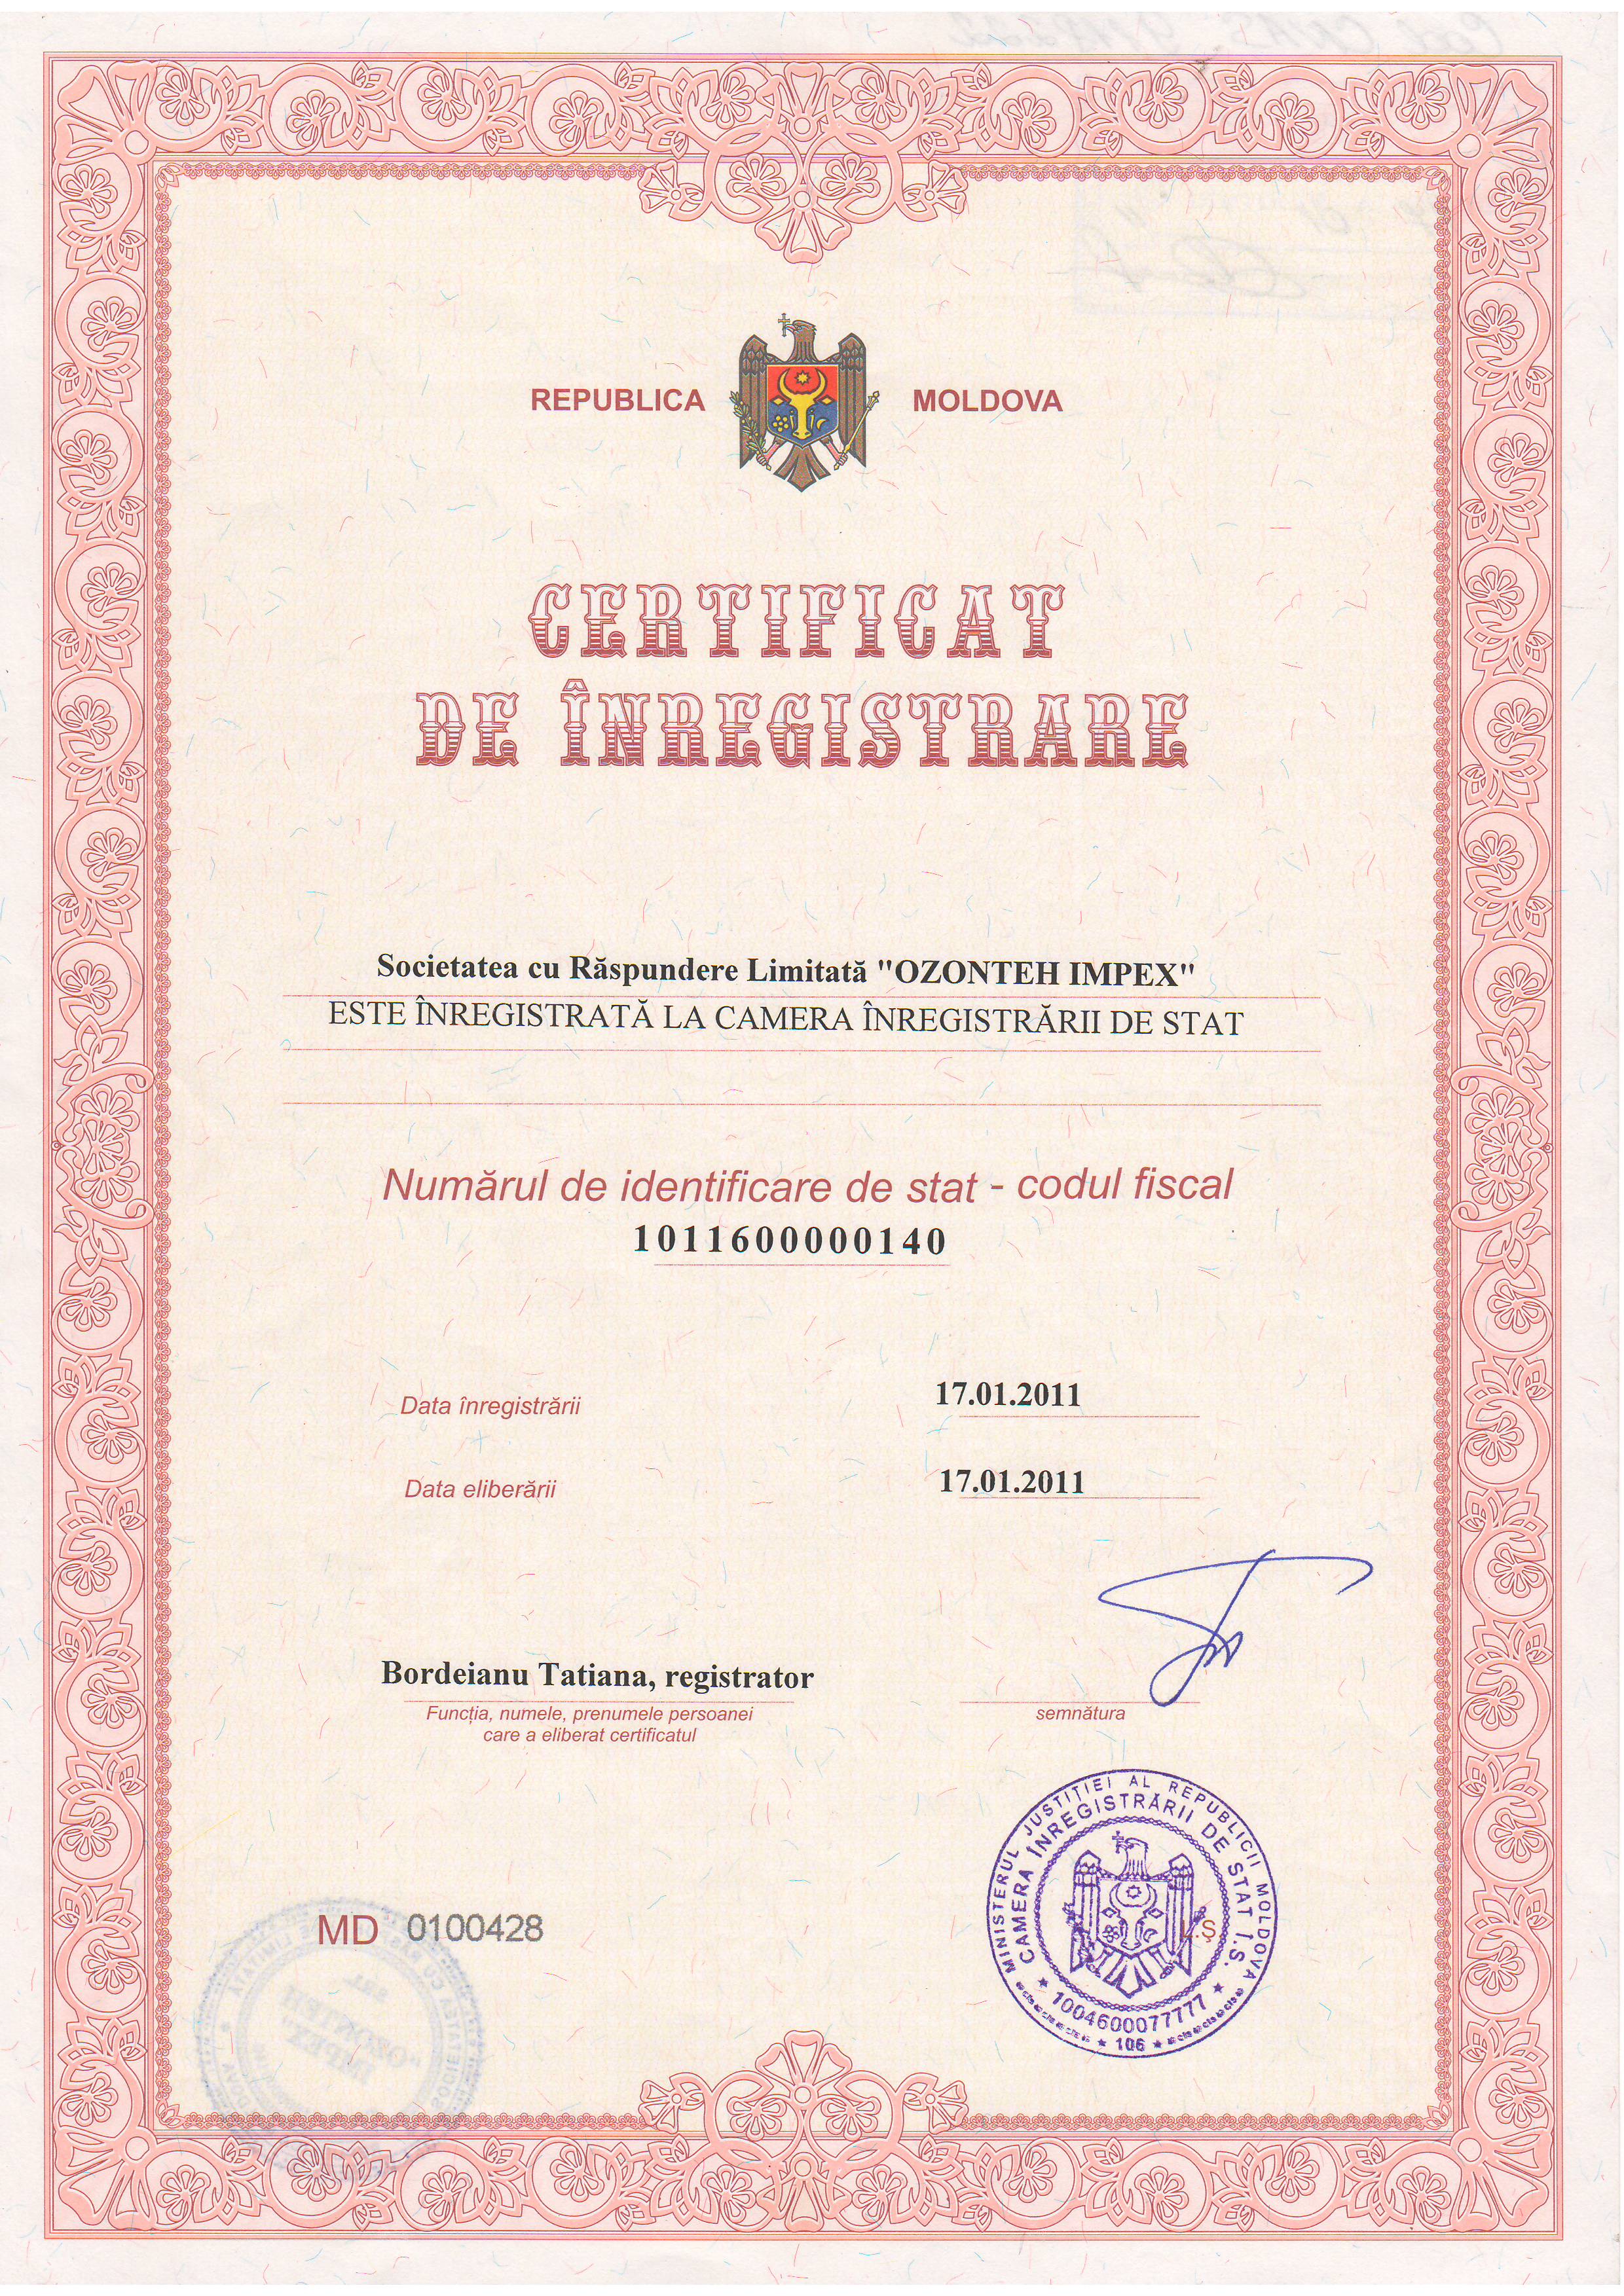 REPUBLICA MOLDOVA
CERTIFICAT
DE ÎNREGISTRARE
Societatea cu Răspundere Limitată "OZONTEH IMPEX"
ESTE ÎNREGISTRATĂ LA CAMERA ÎNREGISTRĂRII DE STAT
Numărul de identificare de stat - codul fiscal
1011600000140
Data înregistrării 17.01.2011
Data eliberării 17.01.2011
Bordeianu Tatiana, registrator
Funcția, numele, prenumele persoanei
care a eliberat certificatul
semnătura
MINISTERUL JUSTIȚIEI AL REPUBLICII MOLDOVA
CAMERA ÎNREGISTRĂRII DE STAT Î.S.
L.Ş.
* 1004600077777 *
* 106 *
MD 0100428